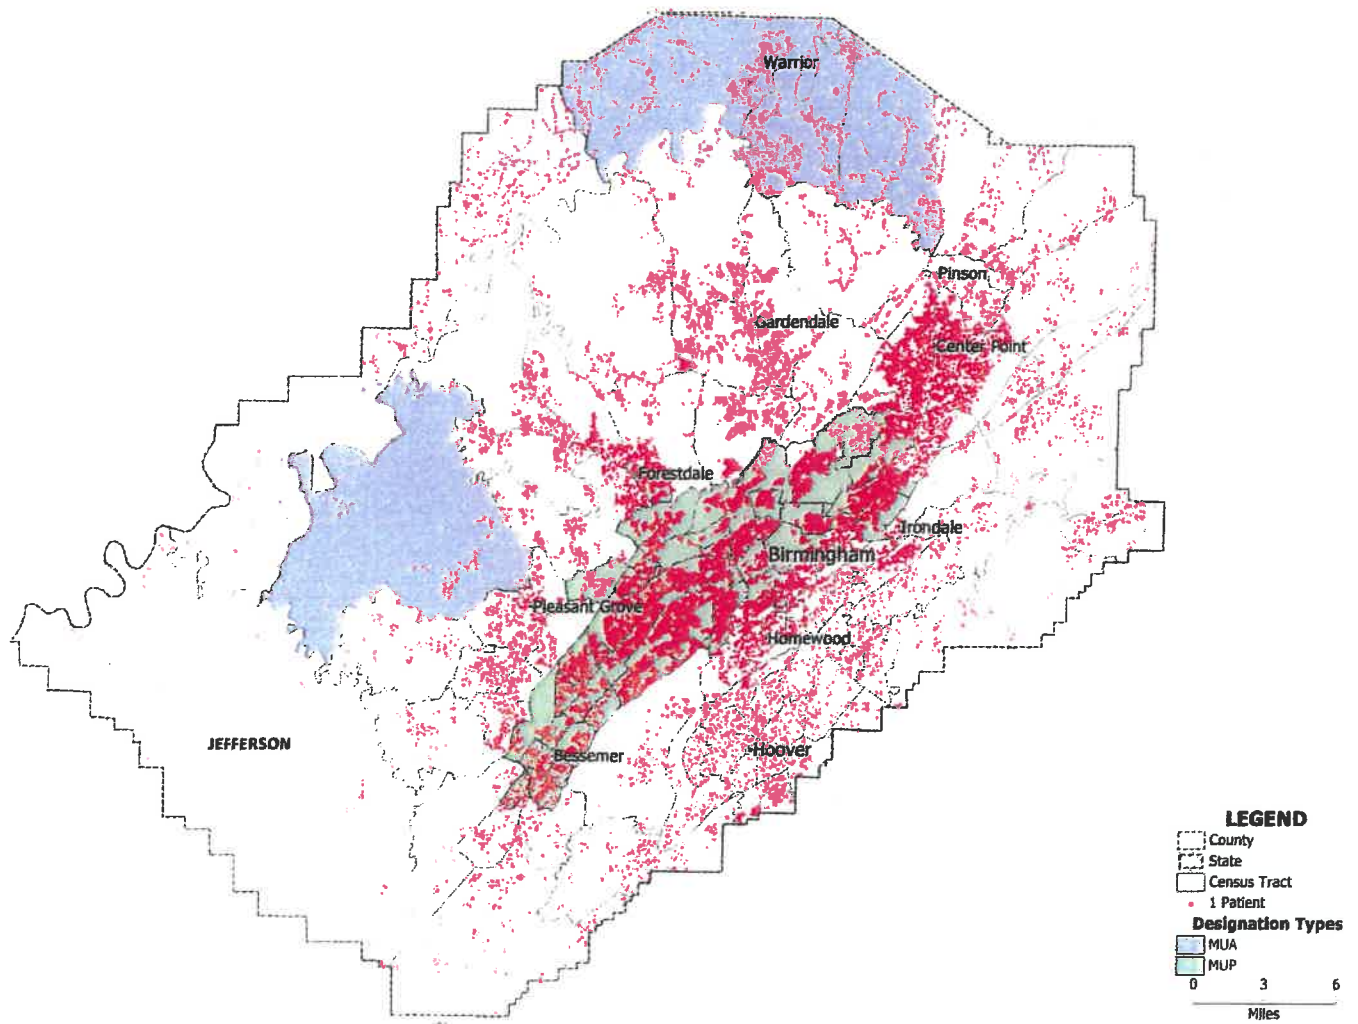 Warrior
Pinson
Gardendale
Center Point
Forestdale
Irondale
Birmingham
Pleasant Grove
Homewood
JEFFERSON
Hoover
Bessemer
LEGEND
County
State
Census Tract
1 Patient
Designation Types
MUA
MUP
0 3 6
Miles